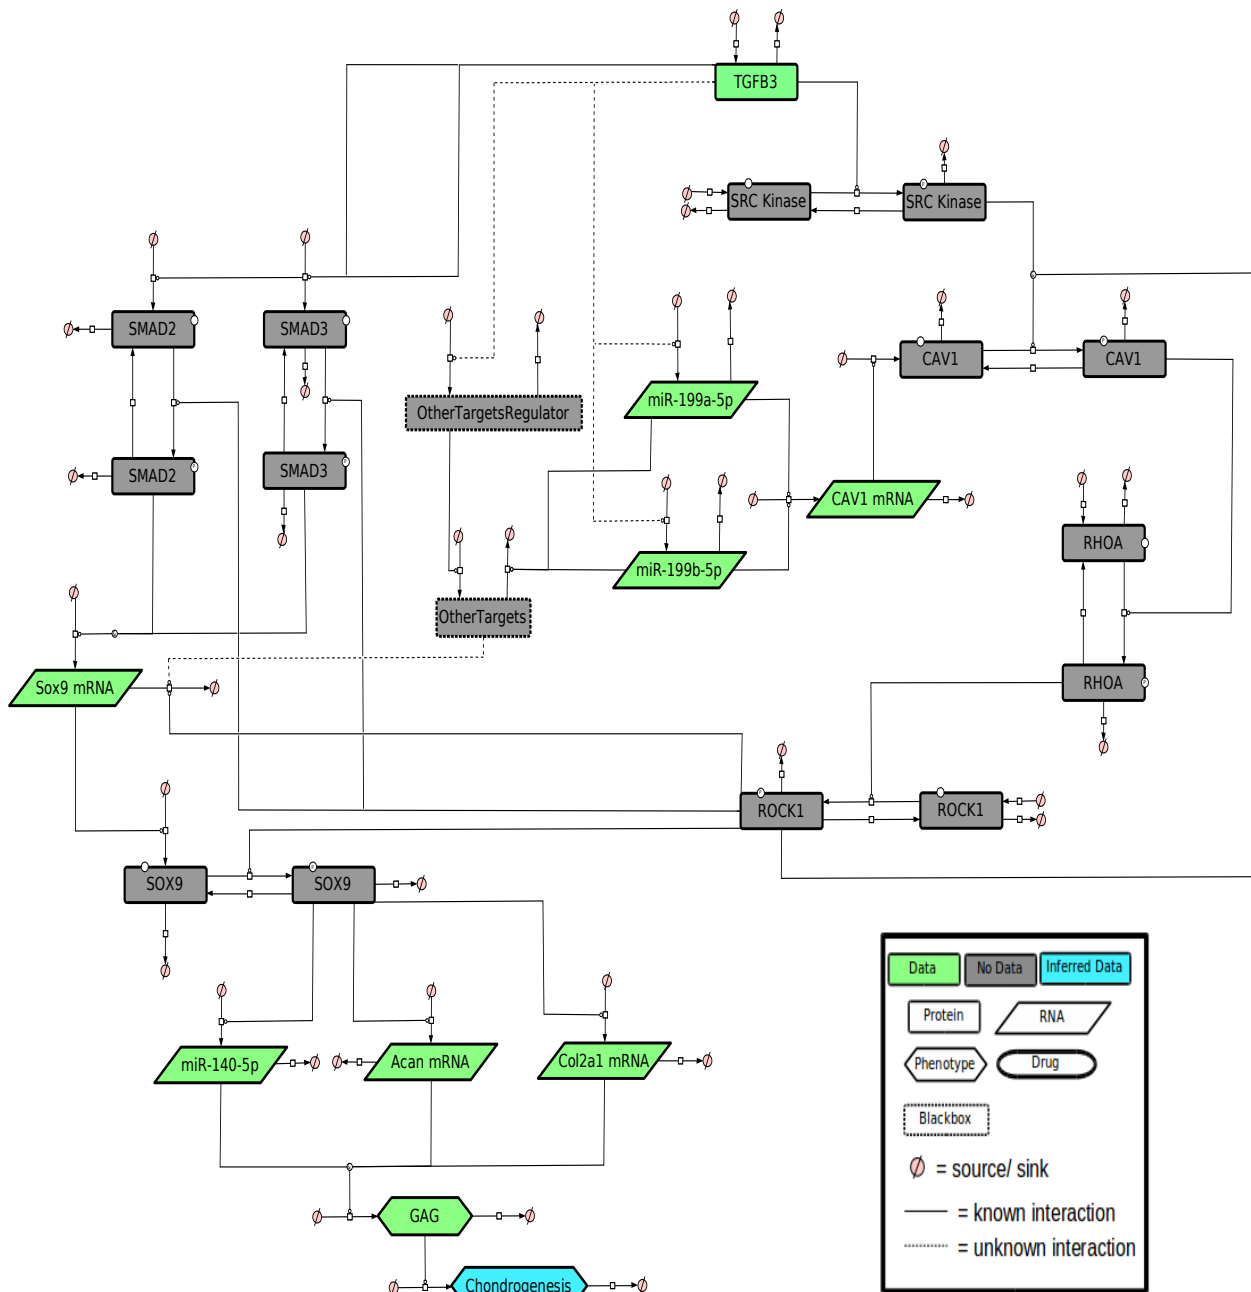 TGFB3
SRC Kinase
P
SRC Kinase
SMAD2
SMAD3
CAV1
P
CAV1
miR-199a-5p
OtherTargetsRegulator
SMAD2
P
SMAD3
P
CAV1 mRNA
RHOA
miR-199b-5p
OtherTargets
Sox9 mRNA
RHOA
P
P
ROCK1
ROCK1
SOX9
P
SOX9
miR-140-5p
Acan mRNA
Col2a1 mRNA
GAG
Chondrogenesis
Data
No Data
Inferred Data
Protein
RNA
Phenotype
Drug
Blackbox
= source/ sink
= known interaction
= unknown interaction